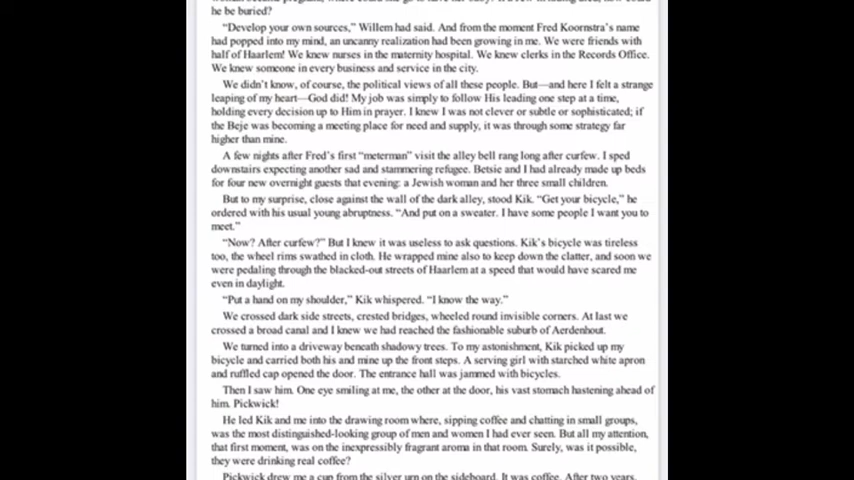 he be buried?
“Develop your own sources,” Willem had said. And from the moment Fred Koornstra’s name
had popped into my mind, an uncanny realization had been growing in me. We were friends with
half of Haarlem! We knew nurses in the maternity hospital. We knew clerks in the Records Office.
We knew someone in every business and service in the city.
We didn’t know, of course, the political views of all these people. But—and here I felt a strange
leaping of my heart—God did! My job was simply to follow His leading one step at a time,
holding every decision up to Him in prayer. I knew I was not clever or subtle or sophisticated; if
the Beje was becoming a meeting place for need and supply, it was through some strategy far
higher than mine.
A few nights after Fred’s first “meterman” visit the alley bell rang long after curfew. I sped
downstairs expecting another sad and stammering refugee. Betsie and I had already made up beds
for four new overnight guests that evening: a Jewish woman and her three small children.
But to my surprise, close against the wall of the dark alley, stood Kik. “Get your bicycle,” he
ordered with his usual young abruptness. “And put on a sweater. I have some people I want you to
meet.”
“Now? After curfew?” But I knew it was useless to ask questions. Kik’s bicycle was tireless
too, the wheel rims swathed in cloth. He wrapped mine also to keep down the clatter, and soon we
were pedaling through the blacked-out streets of Haarlem at a speed that would have scared me
even in daylight.
“Put a hand on my shoulder,” Kik whispered. “I know the way.”
We crossed dark side streets, crested bridges, wheeled round invisible corners. At last we
crossed a broad canal and I knew we had reached the fashionable suburb of Aerdenhout.
We turned into a driveway beneath shadowy trees. To my astonishment, Kik picked up my
bicycle and carried both his and mine up the front steps. A serving girl with starched white apron
and ruffled cap opened the door. The entrance hall was jammed with bicycles.
Then I saw him. One eye smiling at me, the other at the door, his vast stomach hastening ahead of
him. Pickwick!
He led Kik and me into the drawing room where, sipping coffee and chatting in small groups,
was the most distinguished-looking group of men and women I had ever seen. But all my attention,
that first moment, was on the inexpressibly fragrant aroma in that room. Surely, was it possible,
they were drinking real coffee?
Pickwick drew me a cup from the silver urn on the sideboard. It was coffee. After two years,